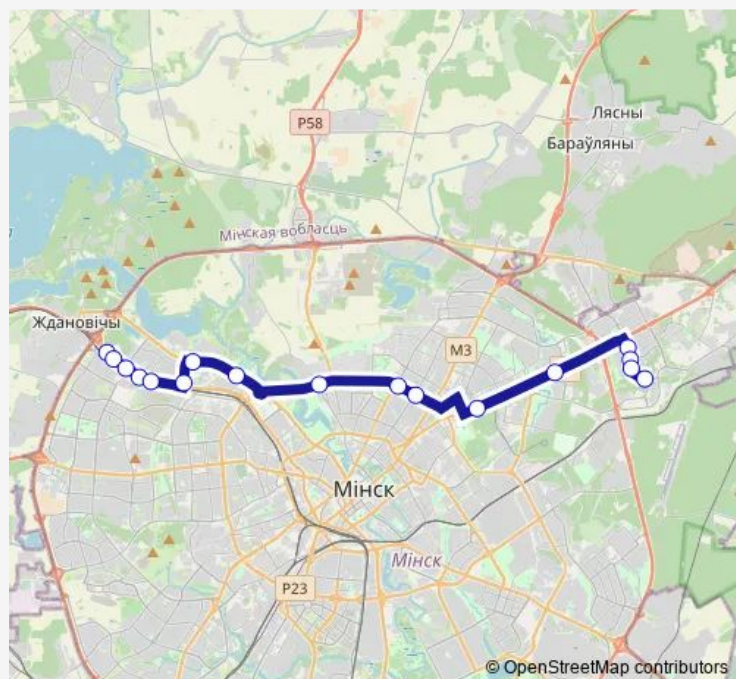 Р58
Лясны
Бараўляны
Мінская вобласць
Ждановічы
М3
Мінск
Мінск
Р23
© OpenStreetMap contributors